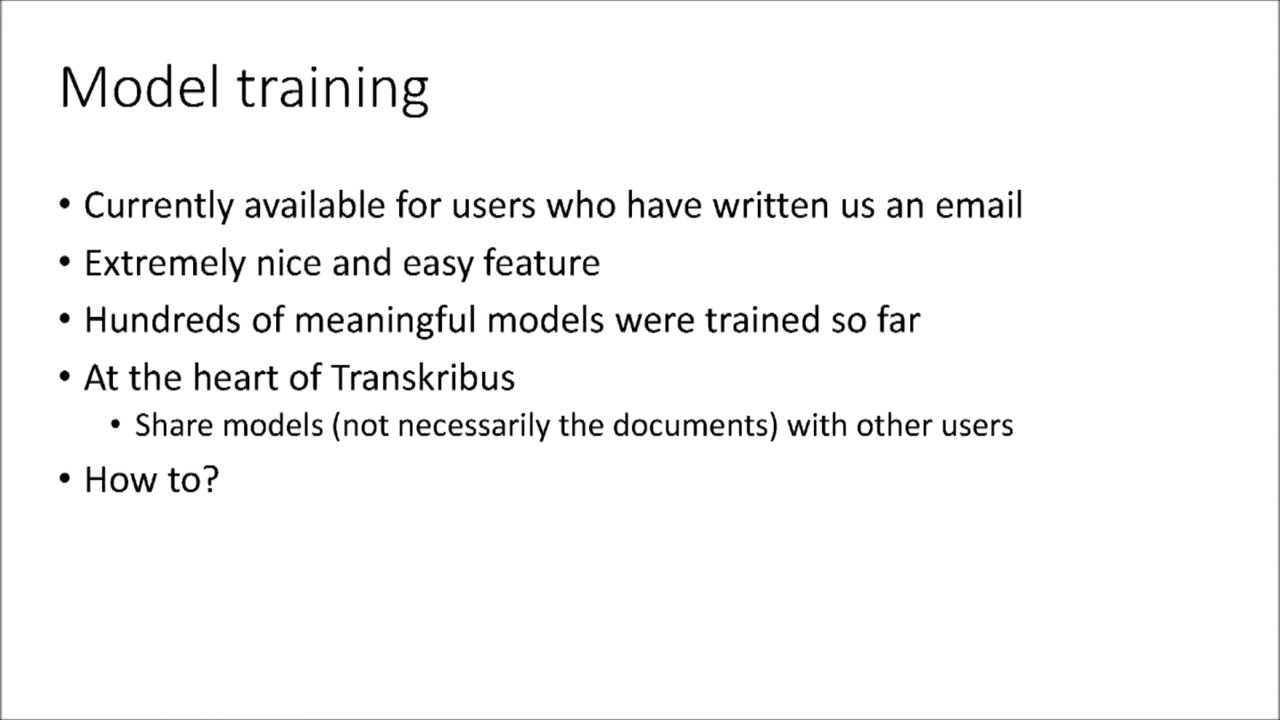 Model training
• Currently available for users who have written us an email
• Extremely nice and easy feature
• Hundreds of meaningful models were trained so far
• At the heart of Transkribus
• Share models (not necessarily the documents) with other users
• How to?